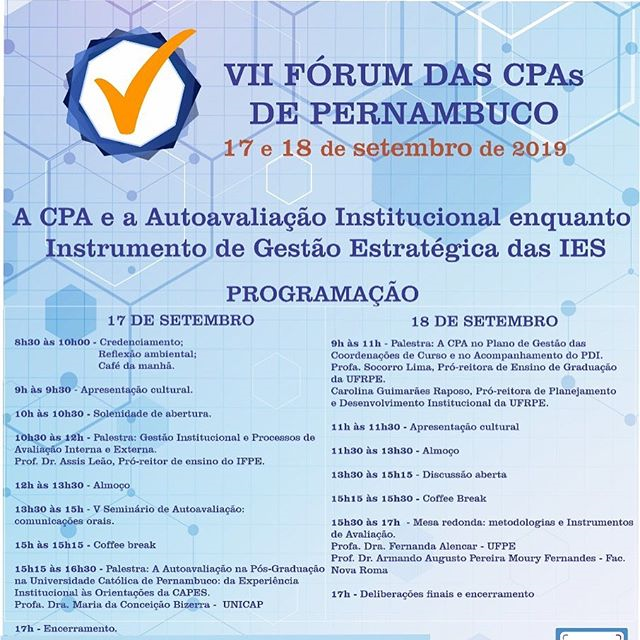 VII FÓRUM DAS CPAs
DE PERNAMBUCO
17 e 18 de setembro de 2019
A CPA e a Autoavaliação Institucional enquanto
Instrumento de Gestão Estratégica das IES
PROGRAMAÇÃO
17 DE SETEMBRO
8h30 às 10h00 - Credenciamento;
Reflexão ambiental;
Café da manhã.
9h às 9h30 - Apresentação cultural.
10h às 10h30 - Solenidade de abertura.
10h30 às 12h - Palestra: Gestão Institucional e Processos de
Avaliação Interna e Externa.
Prof. Dr. Assis Leão, Pró-reitor de ensino do IFPE.
12h às 13h30 - Almoço
13h30 às 15h - V Seminário de Autoavaliação:
comunicações orais.
15h às 15h15 - Coffee break
15h15 às 16h30 - Palestra: A Autoavaliação na Pós-Graduação
na Universidade Católica de Pernambuco: da Experiência
Institucional às Orientações da CAPES.
Profa. Dra. Maria da Conceição Bizerra - UNICAP
17h - Encerramento.
18 DE SETEMBRO
9h às 11h - Palestra: A CPA no Plano de Gestão das
Coordenações de Curso e no Acompanhamento do PDI.
Profa. Socorro Lima, Pró-reitora de Ensino de Graduação
da UFRPE.
Carolina Guimarães Raposo, Pró-reitora de Planejamento
e Desenvolvimento Institucional da UFRPE.
11h às 11h30 - Apresentação cultural
11h30 às 13h30 - Almoço
13h30 às 15h15 - Discussão aberta
15h15 às 15h30 - Coffee Break
15h30 às 17h - Mesa redonda: metodologias e Instrumentos
de Avaliação.
Profa. Dra. Fernanda Alencar - UFPE
Prof. Dr. Armando Augusto Pereira Moury Fernandes - Fac.
Nova Roma
17h - Deliberações finais e encerramento